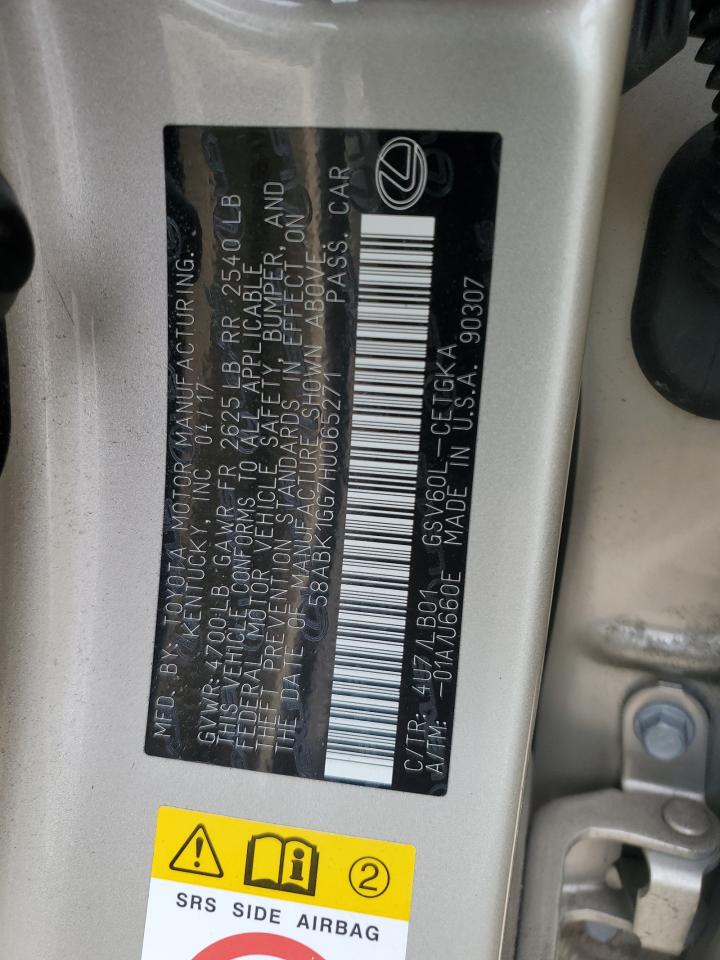 MFD. BY: TOYOTA MOTOR MANUFACTURING.
KENTUCKY, INC 04/17
GVWR:4700 LB GAWR FR 2625 LB RR 2540 LB
THIS VEHICLE CONFORMS TO ALL APPLICABLE
FEDERAL MOTOR VEHICLE SAFETY BUMPER, AND
THEFT PREVENTION STANDARDS IN EFFECT ON
THE DATE OF MANUFACTURE SHOWN ABOVE.
58ABK1GG7HU065271 PASS. CAR
C/TR: 4U7/LB01 GSV60L-CETGKA
A/TM: -01A/U660E MADE IN U.S.A. 90307
2
SRS SIDE AIRBAG